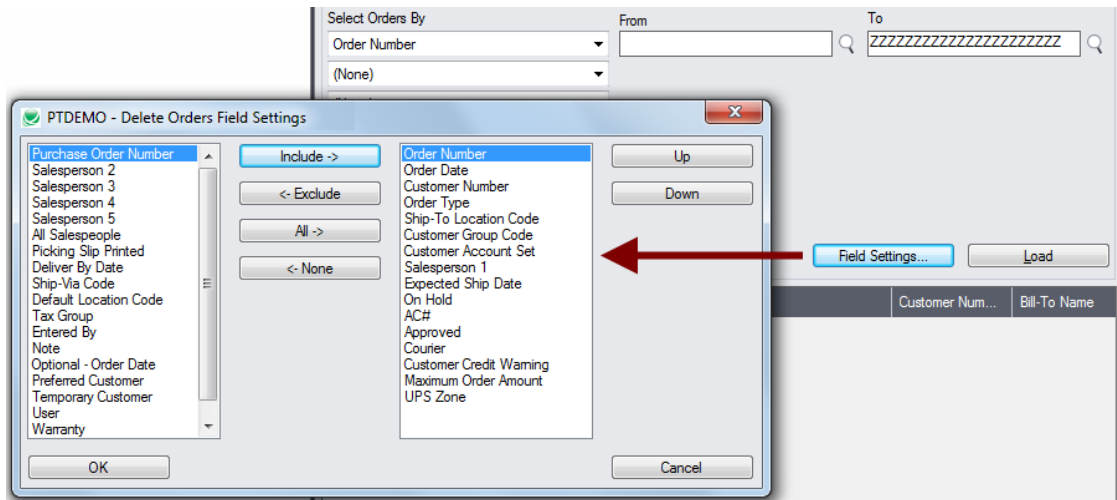 Select Orders By
From
To
Order Number
ZZZZZZZZZZZZZZZZZZZZZZ
(None)
PTDEMO - Delete Orders Field Settings
Purchase Order Number
Salesperson 2
Salesperson 3
Salesperson 4
Salesperson 5
All Salespeople
Picking Slip Printed
Deliver By Date
Ship-Via Code
Default Location Code
Tax Group
Entered By
Note
Optional - Order Date
Preferred Customer
Temporary Customer
User
Warranty
Include ->
<- Exclude
All ->
<- None
Order Number
Order Date
Customer Number
Order Type
Ship-To Location Code
Customer Group Code
Customer Account Set
Salesperson 1
Expected Ship Date
On Hold
AC#
Approved
Courier
Customer Credit Warning
Maximum Order Amount
UPS Zone
Up
Down
OK
Cancel
Field Settings...
Load
Customer Num...
Bill-To Name